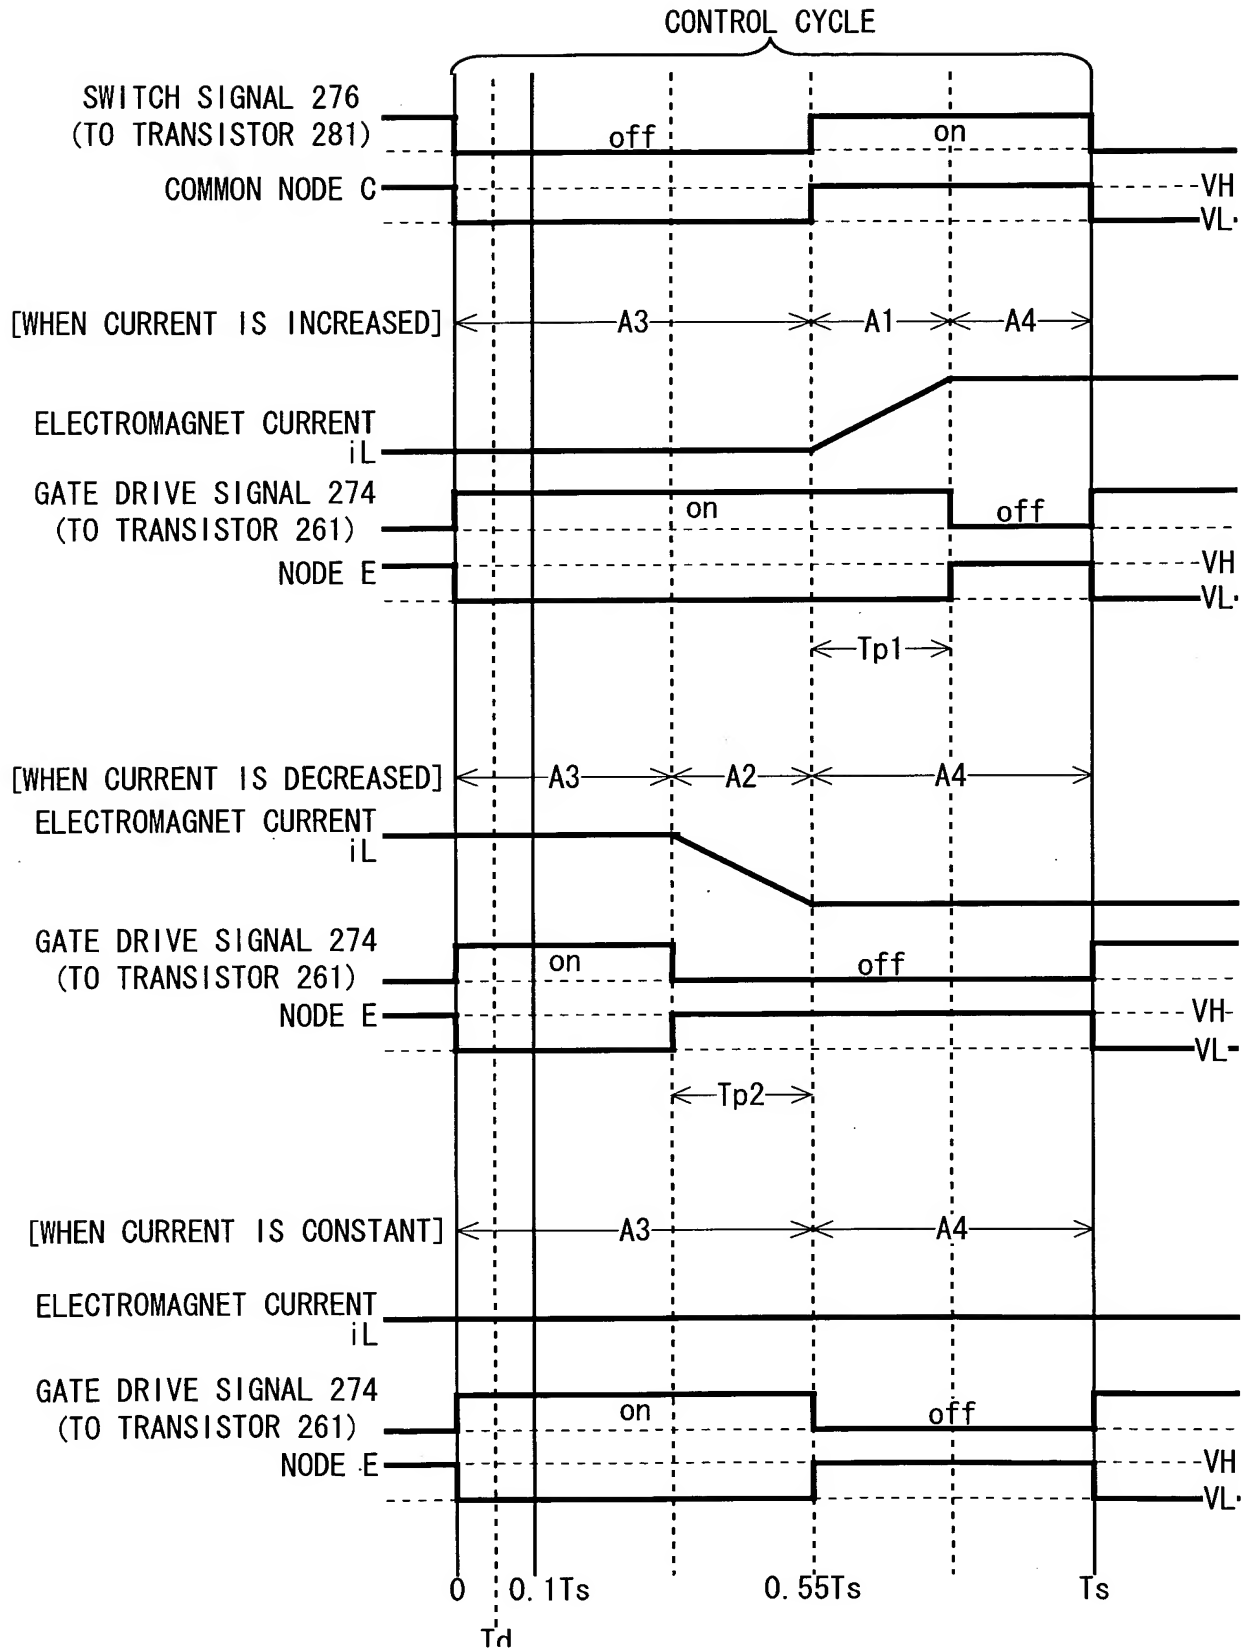 CONTROL CYCLE
SWITCH SIGNAL 276
(TO TRANSISTOR 281)
off
on
COMMON NODE C
VH
VL
[WHEN CURRENT IS INCREASED]
A3
A1
A4
ELECTROMAGNET CURRENT
iL
GATE DRIVE SIGNAL 274
(TO TRANSISTOR 261)
on
off
NODE E
VH
VL
Tp1
[WHEN CURRENT IS DECREASED]
A3
A2
A4
ELECTROMAGNET CURRENT
iL
GATE DRIVE SIGNAL 274
(TO TRANSISTOR 261)
on
off
NODE E
VH
VL
Tp2
[WHEN CURRENT IS CONSTANT]
A3
A4
ELECTROMAGNET CURRENT
iL
GATE DRIVE SIGNAL 274
(TO TRANSISTOR 261)
on
off
NODE E
VH
VL
0
0.1Ts
0.55Ts
Ts
Td